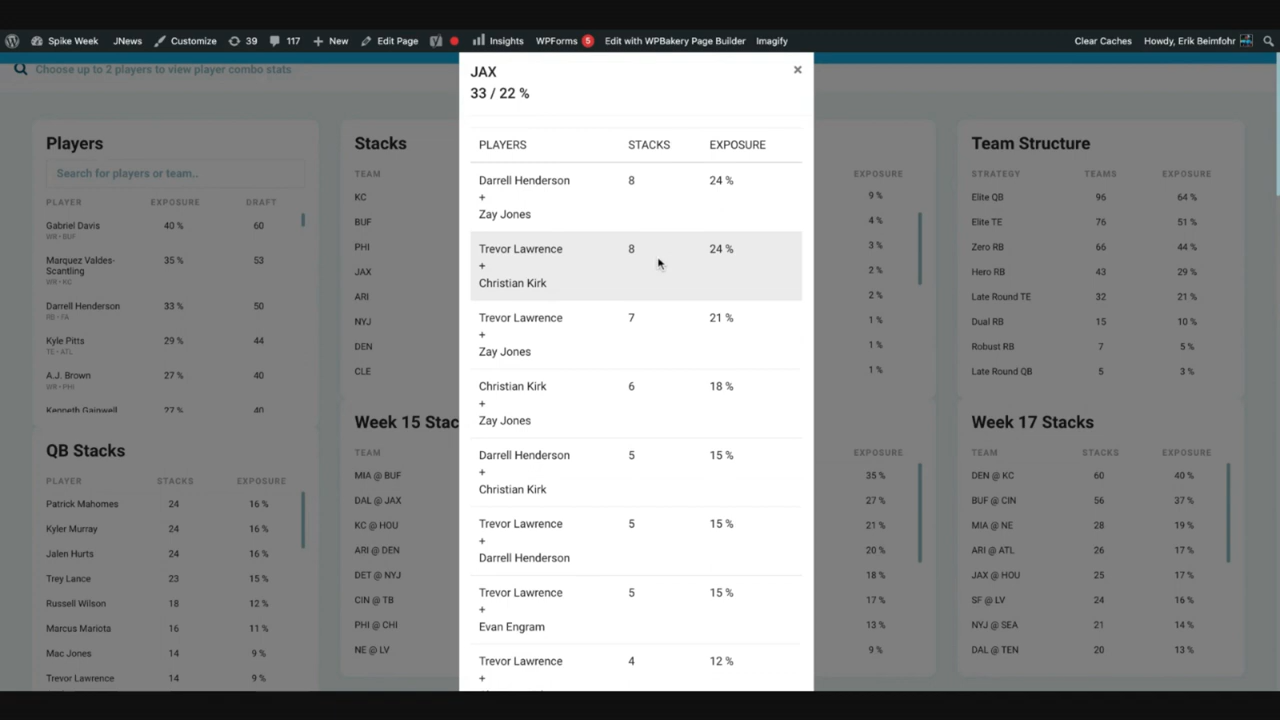 Spike Week JNews Customize 39 117 New Edit Page Insights WPForms 5 Edit with WPBakery Page Builder Imagify Clear Caches Howdy, Erik Beimfohr
Choose up to 2 players to view player combo stats
JAX
33 / 22 %
×
PLAYERS STACKS EXPOSURE
Darrell Henderson 8 24 %
+
Zay Jones
Trevor Lawrence 8 24 %
+
Christian Kirk
Trevor Lawrence 7 21 %
+
Zay Jones
Christian Kirk 6 18 %
+
Zay Jones
Darrell Henderson 5 15 %
+
Christian Kirk
Trevor Lawrence 5 15 %
+
Darrell Henderson
Trevor Lawrence 5 15 %
+
Evan Engram
Trevor Lawrence 4 12 %
+
Players
Search for players or team..
PLAYER EXPOSURE DRAFT
Gabriel Davis 40 % 60
WR • BUF
Marquez Valdes-
Scantling 35 % 53
WR • KC
Darrell Henderson 33 % 50
RB • FA
Kyle Pitts 29 % 44
TE • ATL
A.J. Brown 27 % 40
WR • PHI
Kenneth Gainwell 27 % 40
QB Stacks
PLAYER STACKS EXPOSURE
Patrick Mahomes 24 16 %
Kyler Murray 24 16 %
Jalen Hurts 24 16 %
Trey Lance 23 15 %
Russell Wilson 18 12 %
Marcus Mariota 16 11 %
Mac Jones 14 9 %
Trevor Lawrence 14 9 %
Stacks
TEAM
KC
BUF
PHI
JAX
ARI
NYJ
DEN
CLE
EXPOSURE
9 %
4 %
3 %
2 %
2 %
1 %
1 %
1 %
Week 15 Stac
TEAM
MIA @ BUF
DAL @ JAX
KC @ HOU
ARI @ DEN
DET @ NYJ
CIN @ TB
PHI @ CHI
NE @ LV
EXPOSURE
35 %
27 %
21 %
20 %
18 %
17 %
13 %
9 %
Team Structure
STRATEGY TEAMS EXPOSURE
Elite QB 96 64 %
Elite TE 76 51 %
Zero RB 66 44 %
Hero RB 43 29 %
Late Round TE 32 21 %
Dual RB 15 10 %
Robust RB 7 5 %
Late Round QB 5 3 %
Week 17 Stacks
TEAM STACKS EXPOSURE
DEN @ KC 60 40 %
BUF @ CIN 56 37 %
MIA @ NE 28 19 %
ARI @ ATL 26 17 %
JAX @ HOU 25 17 %
SF @ LV 24 16 %
NYJ @ SEA 21 14 %
DAL @ TEN 20 13 %